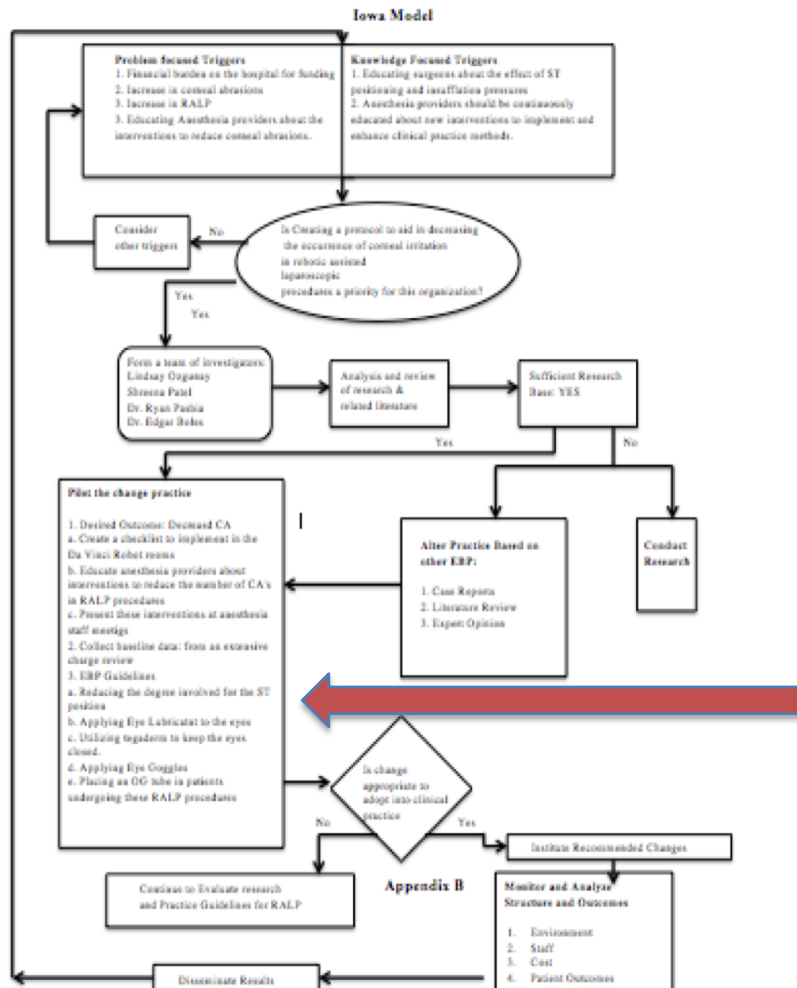 Iowa Model
Problem focused Triggers
1. Financial burden on the hospital for funding
2. Increase in corneal abrasions
3. Increase in RALP
3. Educating Anesthesia providers about the
interventions to reduce corneal abrasions.
Knowledge Focused Triggers
1. Educating surgeons about the effect of ST
positioning and insufflation pressures
2. Anesthesia providers should be continuously
educated about new interventions to implement and
enhance clinical practice methods.
Consider
other triggers
No
Is Creating a protocol to aid in decreasing
the occurrence of corneal irritation
in robotic assisted
laparoscopic
procedures a priority for this organization?
Yes
Yes
Form a team of investigators:
Lindsay
Shreena Patel
Dr. Ryan
Dr. Edgar
Analysis and review
of research &
related literature
Sufficient Research
Base: YES
Yes
No
Pilot the change practice
1. Desired Outcome: Decreased CA
a. Create a checklist to implement in the
Da Vinci Robot rooms
b. Educate anesthesia providers about
interventions to reduce the number of CA's
in RALP procedures
c. Present these interventions at anesthesia
staff meetigs
2. Collect baseline data: from an extensive
charge review
3. EBP Guidelines
a. Reducing the degree involved for the ST
position
b. Applying Eye Lubricatnt to the eyes
c. Utilizing tegaderm to keep the eyes
closed.
d. Applying Eye Goggles
e. Placing an OG tube in patients
undergoing these RALP procedures
Alter Practice Based on
other EBP:
1. Case Reports
2. Literature Review
3. Expert Opinion
Conduct
Research
Is change
appropriate to
adopt into clinical
practice
No
Yes
Institute Recommended Changes
Continue to Evaluate research
and Practice Guidelines for RALP
Appendix B
Monitor and Analyze
Structure and Outcomes
1. Environment
2. Staff
3. Cost
4. Patient Outcomes
Disseminate Results